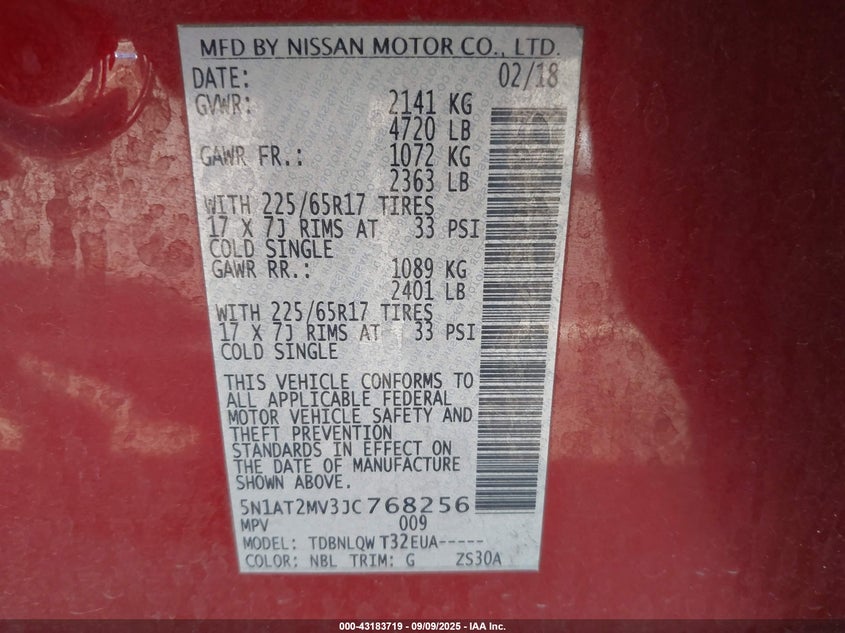 MFD BY NISSAN MOTOR CO., LTD.
DATE: 02/18
GVWR: 2141 KG
4720 LB
GAWR FR.: 1072 KG
2363 LB
WITH 225/65R17 TIRES
17 X 7J RIMS AT 33 PSI
COLD SINGLE
GAWR RR.: 1089 KG
2401 LB
WITH 225/65R17 TIRES
17 X 7J RIMS AT 33 PSI
COLD SINGLE
THIS VEHICLE CONFORMS TO
ALL APPLICABLE FEDERAL
MOTOR VEHICLE SAFETY AND
THEFT PREVENTION
STANDARDS IN EFFECT ON
THE DATE OF MANUFACTURE
SHOWN ABOVE.
5N1AT2MV3JC768256
MPV 009
MODEL: TDBNLQW T32EUA-----
COLOR: NBL TRIM: G ZS30A
000-43183719 - 09/09/2025 - IAA Inc.